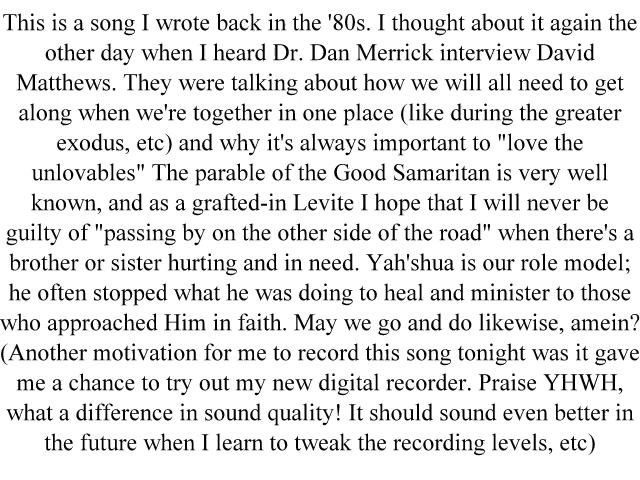 This is a song I wrote back in the '80s. I thought about it again the
other day when I heard Dr. Dan Merrick interview David
Matthews. They were talking about how we will all need to get
along when we're together in one place (like during the greater
exodus, etc) and why it's always important to "love the
unlovables" The parable of the Good Samaritan is very well
known, and as a grafted-in Levite I hope that I will never be
guilty of "passing by on the other side of the road" when there's a
brother or sister hurting and in need. Yah'shua is our role model;
he often stopped what he was doing to heal and minister to those
who approached Him in faith. May we go and do likewise, amein?
(Another motivation for me to record this song tonight was it gave
me a chance to try out my new digital recorder. Praise YHWH,
what a difference in sound quality! It should sound even better in
the future when I learn to tweak the recording levels, etc)